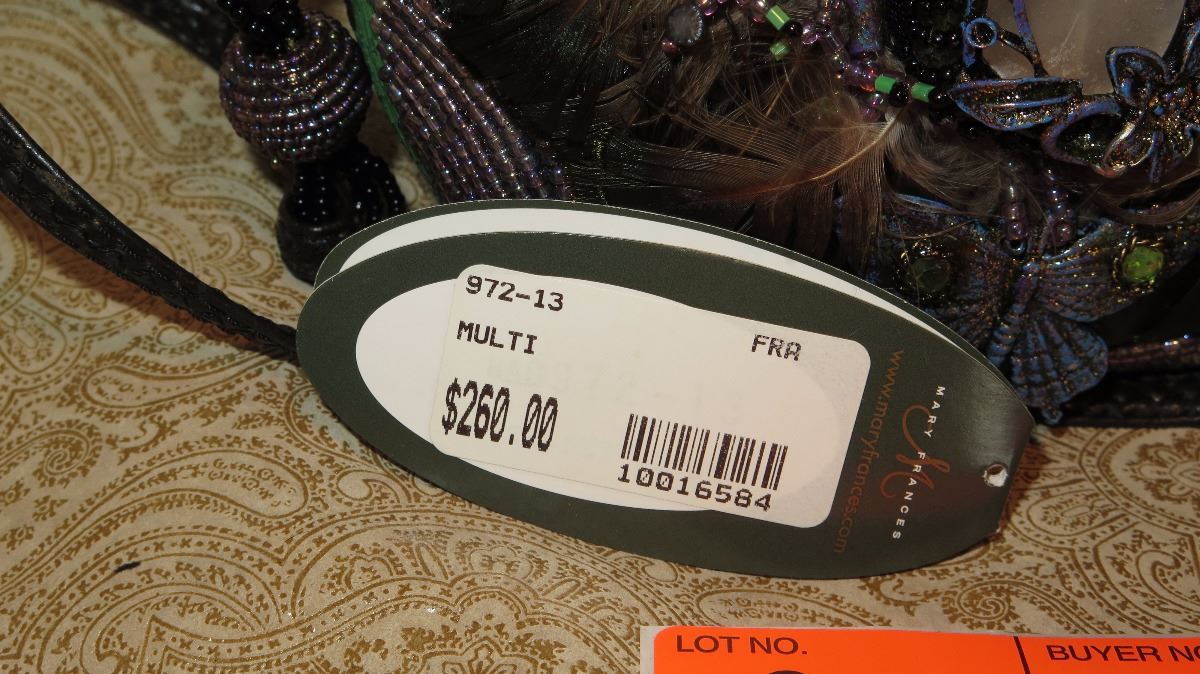 972-13
MULTI FRA
$260.00
10016584
www.maryfrances.com
MARY FRANCES
LOT NO. BUYER NO